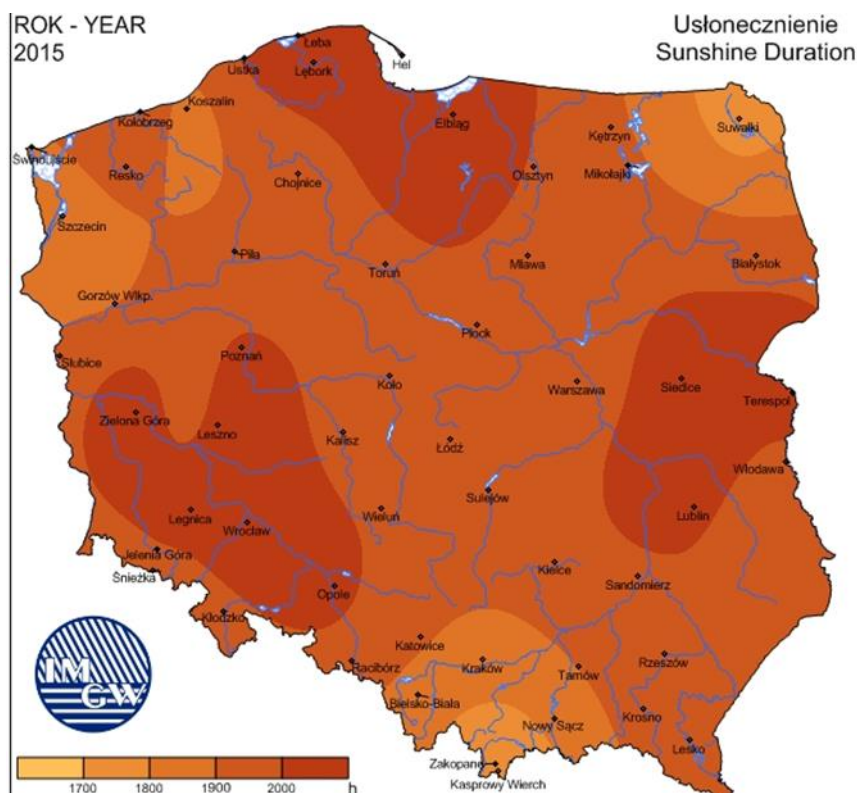 ROK - YEAR
2015
Usłonecznienie
Sunshine Duration
Łeba
Hel
Ustka
Lębork
Koszalin
Kołobrzeg
Elbląg
Kętrzyn
Suwałki
Świnoujście
Resko
Chojnice
Olsztyn
Mikołajki
Szczecin
Piła
Toruń
Mława
Białystok
Gorzów Wlkp.
Płock
Słubice
Poznań
Koło
Warszawa
Siedlce
Terespol
Zielona Góra
Leszno
Kalisz
Łódź
Włodawa
Sulejów
Legnica
Wrocław
Wieluń
Lublin
Jelenia Góra
Śnieżka
Opole
Kielce
Sandomierz
Kłodzko
Katowice
Racibórz
Kraków
Tarnów
Rzeszów
Bielsko-Biała
Nowy Sącz
Krosno
Lesko
Zakopane
Kasprowy Wierch
IM
GW
1700 1800 1900 2000 h